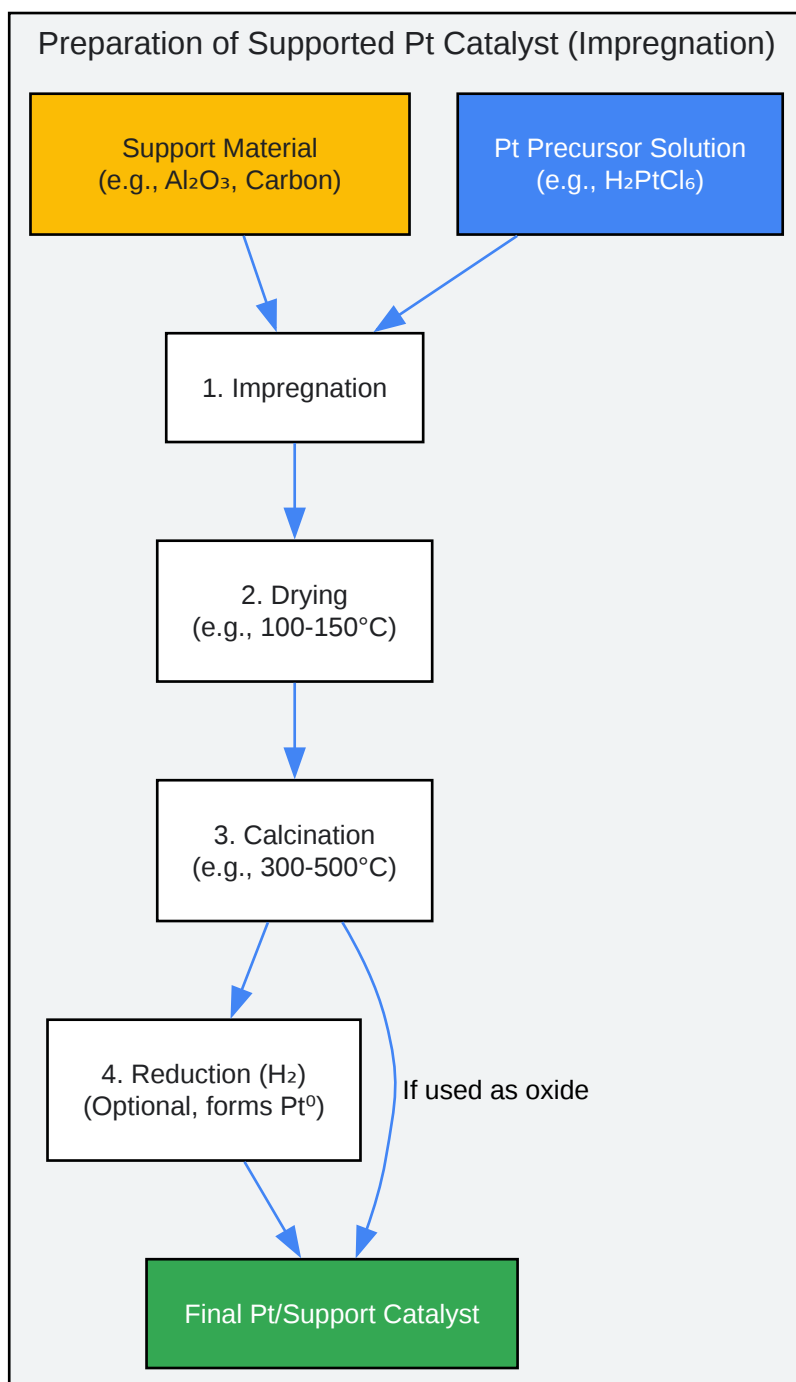 Preparation of Supported Pt Catalyst (Impregnation)
Support Material
(e.g., Al₂O₃, Carbon)
Pt Precursor Solution
(e.g., H₂PtCl₆)
1. Impregnation
2. Drying
(e.g., 100-150°C)
3. Calcination
(e.g., 300-500°C)
4. Reduction (H₂)
(Optional, forms Pt⁰)
If used as oxide
Final Pt/Support Catalyst